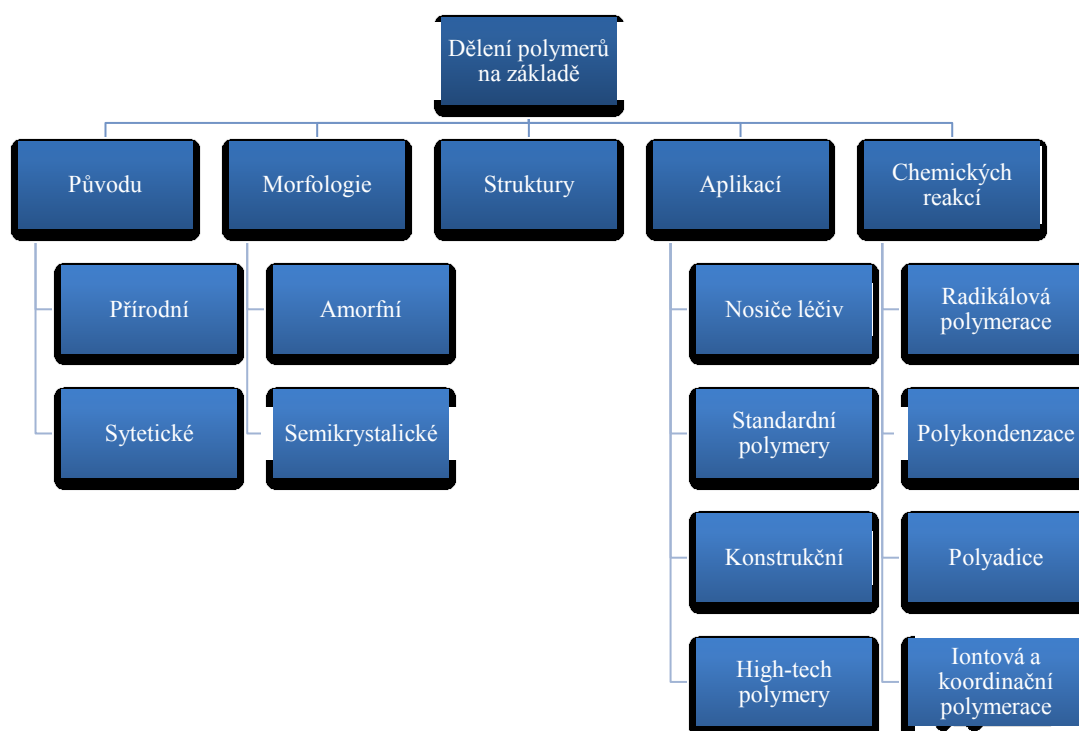 Dělení polymerů
na základě
Původu
Morfologie
Struktury
Aplikací
Chemických
reakcí
Přírodní
Amorfní
Nosiče léčiv
Radikálová
polymerace
Sytetické
Semikrystalické
Standardní
polymery
Polykondenzace
Konstrukční
Polyadice
High-tech
polymery
Iontová a
koordinační
polymerace